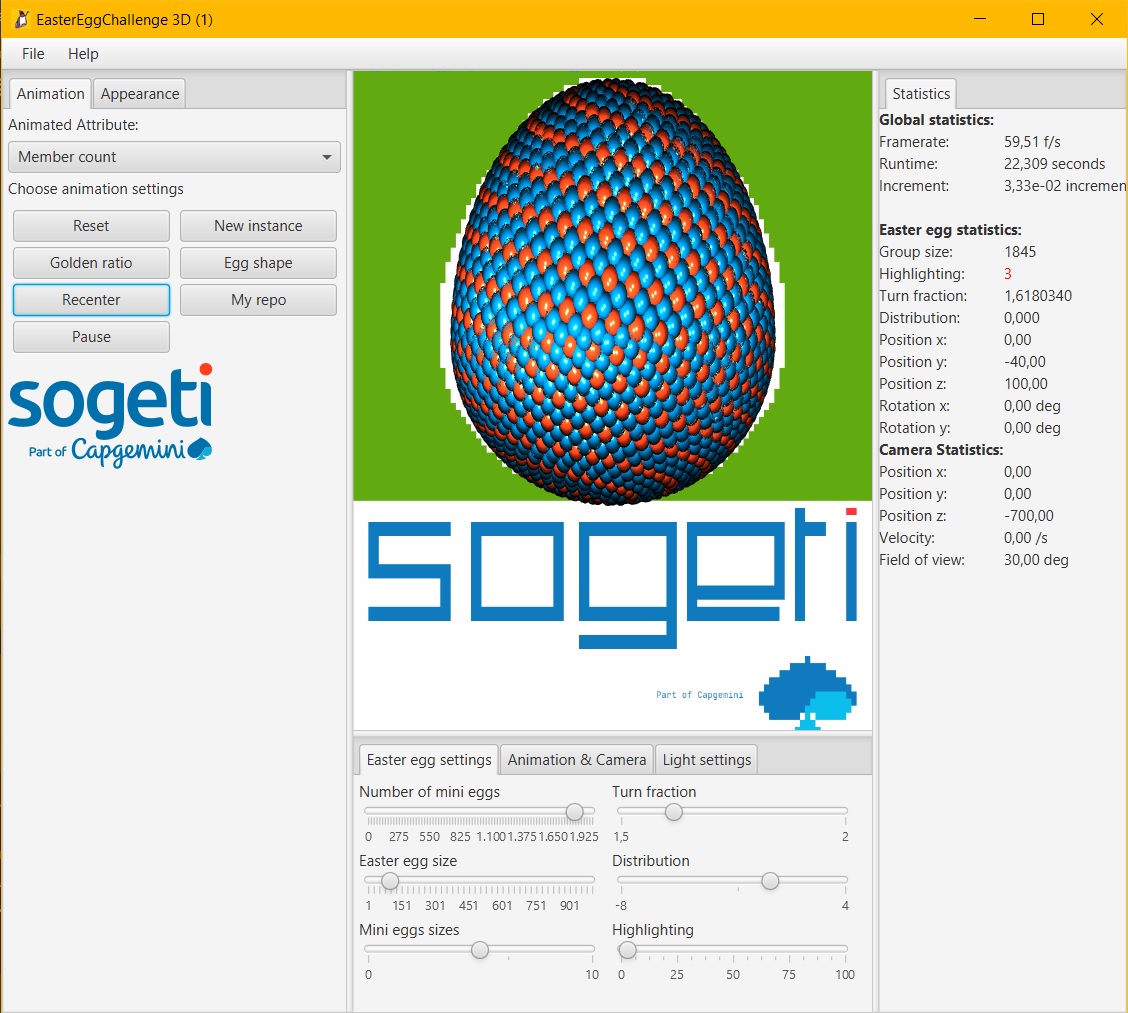 EasterEggChallenge 3D (1)
File Help
Animation Appearance
Animated Attribute:
Member count
Choose animation settings
Reset New instance
Golden ratio Egg shape
Recenter My repo
Pause
sogeti
Part of Capgemini
sogeti
Part of Capgemini
Easter egg settings Animation & Camera Light settings
Number of mini eggs
0 275 550 825 1.100 1.375 1.650 1.925
Easter egg size
1 151 301 451 601 751 901
Mini eggs sizes
0 10
Turn fraction
1,5 2
Distribution
-8 4
Highlighting
0 25 50 75 100
Statistics
Global statistics:
Framerate: 59,51 f/s
Runtime: 22,309 seconds
Increment: 3,33e-02 incremen
Easter egg statistics:
Group size: 1845
Highlighting: 3
Turn fraction: 1,6180340
Distribution: 0,000
Position x: 0,00
Position y: -40,00
Position z: 100,00
Rotation x: 0,00 deg
Rotation y: 0,00 deg
Camera Statistics:
Position x: 0,00
Position y: 0,00
Position z: -700,00
Velocity: 0,00 /s
Field of view: 30,00 deg